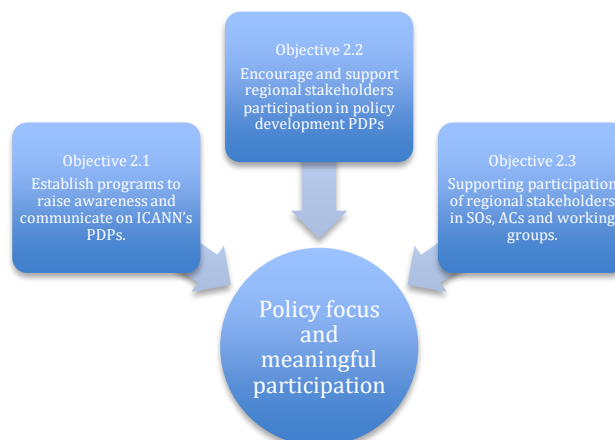 Objective 2.2
Encourage and support
regional stakeholders
participation in policy
development PDPs
Objective 2.1
Establish programs to
raise awareness and
communicate on ICANN's
PDPs.
Objective 2.3
Supporting participation
of regional stakeholders
in SOs, ACs and working
groups.
Policy focus
and
meaningful
participation